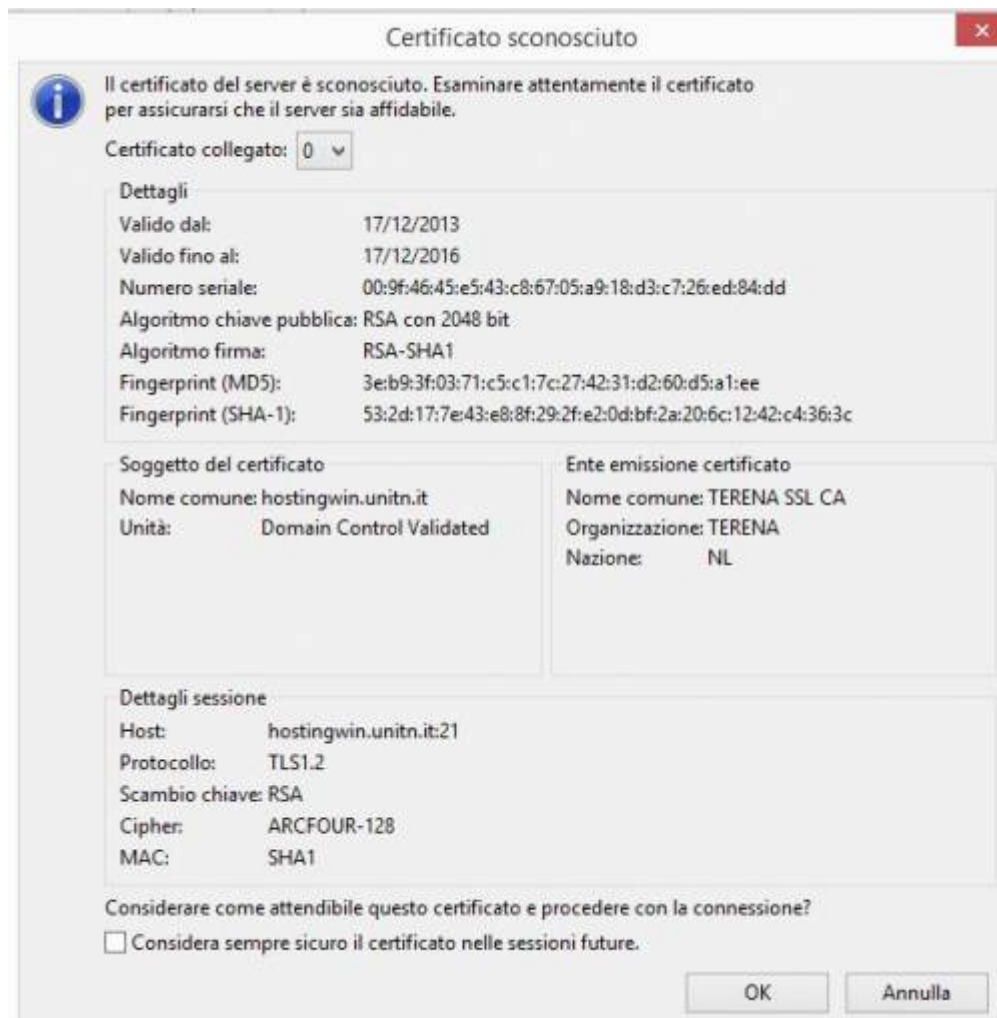 Certificato sconosciuto
Il certificato del server è sconosciuto. Esaminare attentamente il certificato
per assicurarsi che il server sia affidabile.
Certificato collegato: 0
Dettagli
Valido dal: 17/12/2013
Valido fino al: 17/12/2016
Numero seriale: 00:9f:46:45:e5:43:c8:67:05:a9:18:d3:c7:26:ed:84:dd
Algoritmo chiave pubblica: RSA con 2048 bit
Algoritmo firma: RSA-SHA1
Fingerprint (MD5): 3e:b9:3f:03:71:c5:c1:7c:27:42:31:d2:60:d5:a1:ee
Fingerprint (SHA-1): 53:2d:17:7e:43:e8:8f:29:2f:e2:0d:bf:2a:20:6c:12:42:c4:36:3c
Soggetto del certificato
Nome comune: hostingwin.unitn.it
Unità: Domain Control Validated
Ente emissione certificato
Nome comune: TERENA SSL CA
Organizzazione: TERENA
Nazione: NL
Dettagli sessione
Host: hostingwin.unitn.it:21
Protocollo: TLS1.2
Scambio chiave: RSA
Cipher: ARCFOUR-128
MAC: SHA1
Considerare come attendibile questo certificato e procedere con la connessione?
Considera sempre sicuro il certificato nelle sessioni future.
OK Annulla